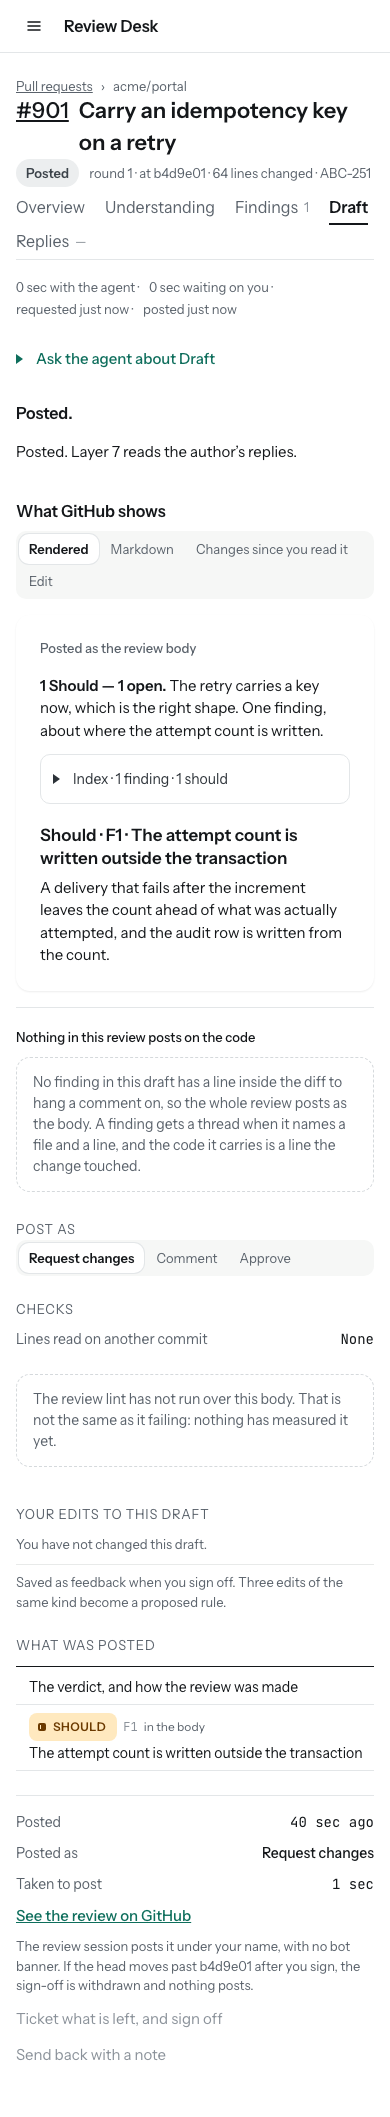 Review Desk
Pull requests › acme/portal
#901 Carry an idempotency key
on a retry
Posted round 1 · at b4d9e01 · 64 lines changed · ABC-251
Overview Understanding Findings 1 Draft
Replies —
0 sec with the agent · 0 sec waiting on you ·
requested just now · posted just now
Ask the agent about Draft
Posted.
Posted. Layer 7 reads the author’s replies.
What GitHub shows
Rendered Markdown Changes since you read it
Edit
Posted as the review body
1 Should — 1 open. The retry carries a key
now, which is the right shape. One finding,
about where the attempt count is written.
Index · 1 finding · 1 should
Should · F1 · The attempt count is
written outside the transaction
A delivery that fails after the increment
leaves the count ahead of what was actually
attempted, and the audit row is written from
the count.
Nothing in this review posts on the code
No finding in this draft has a line inside the diff to
hang a comment on, so the whole review posts as
the body. A finding gets a thread when it names a
file and a line, and the code it carries is a line the
change touched.
POST AS
Request changes Comment Approve
CHECKS
Lines read on another commit None
The review lint has not run over this body. That is
not the same as it failing: nothing has measured it
yet.
YOUR EDITS TO THIS DRAFT
You have not changed this draft.
Saved as feedback when you sign off. Three edits of the
same kind become a proposed rule.
WHAT WAS POSTED
The verdict, and how the review was made
SHOULD F1 in the body
The attempt count is written outside the transaction
Posted 40 sec ago
Posted as Request changes
Taken to post 1 sec
See the review on GitHub
The review session posts it under your name, with no bot
banner. If the head moves past b4d9e01 after you sign, the
sign-off is withdrawn and nothing posts.
Ticket what is left, and sign off
Send back with a note